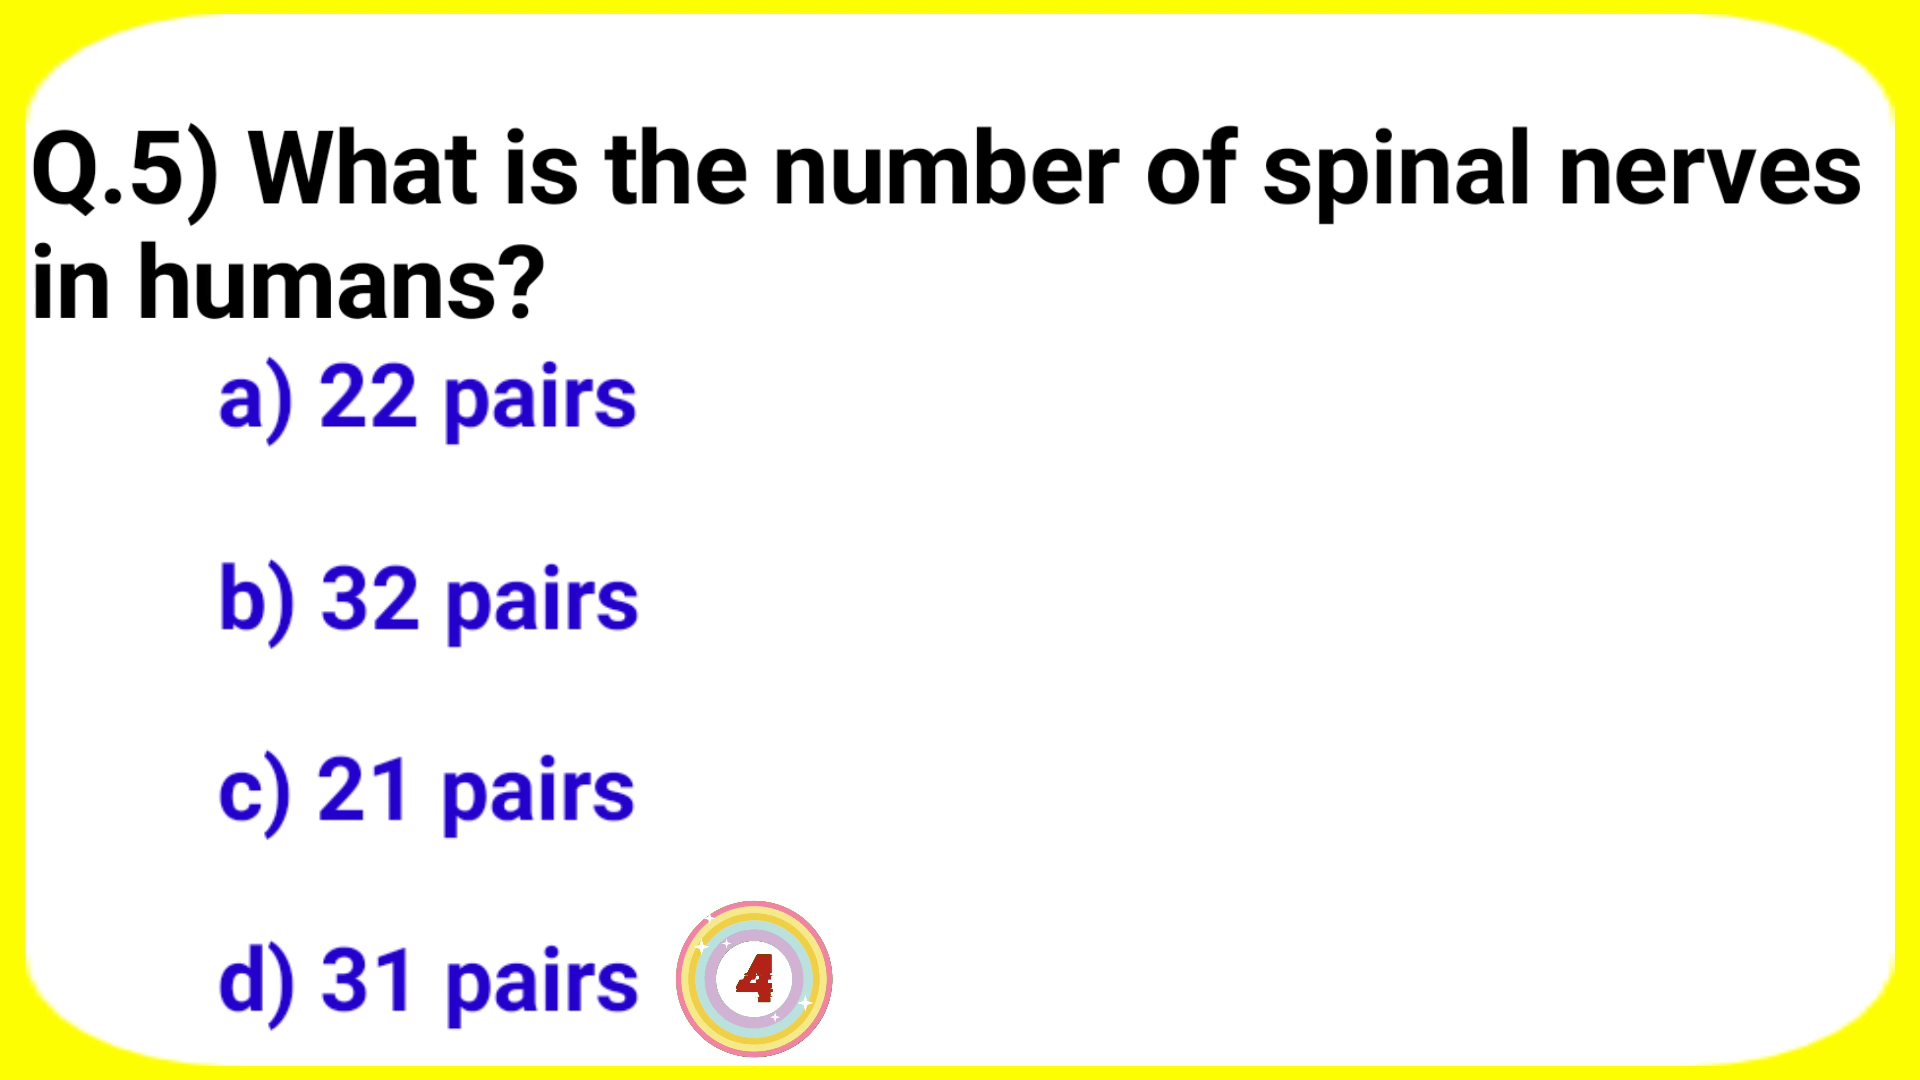 Q.5) What is the number of spinal nerves
in humans?
a) 22 pairs
b) 32 pairs
c) 21 pairs
d) 31 pairs
4